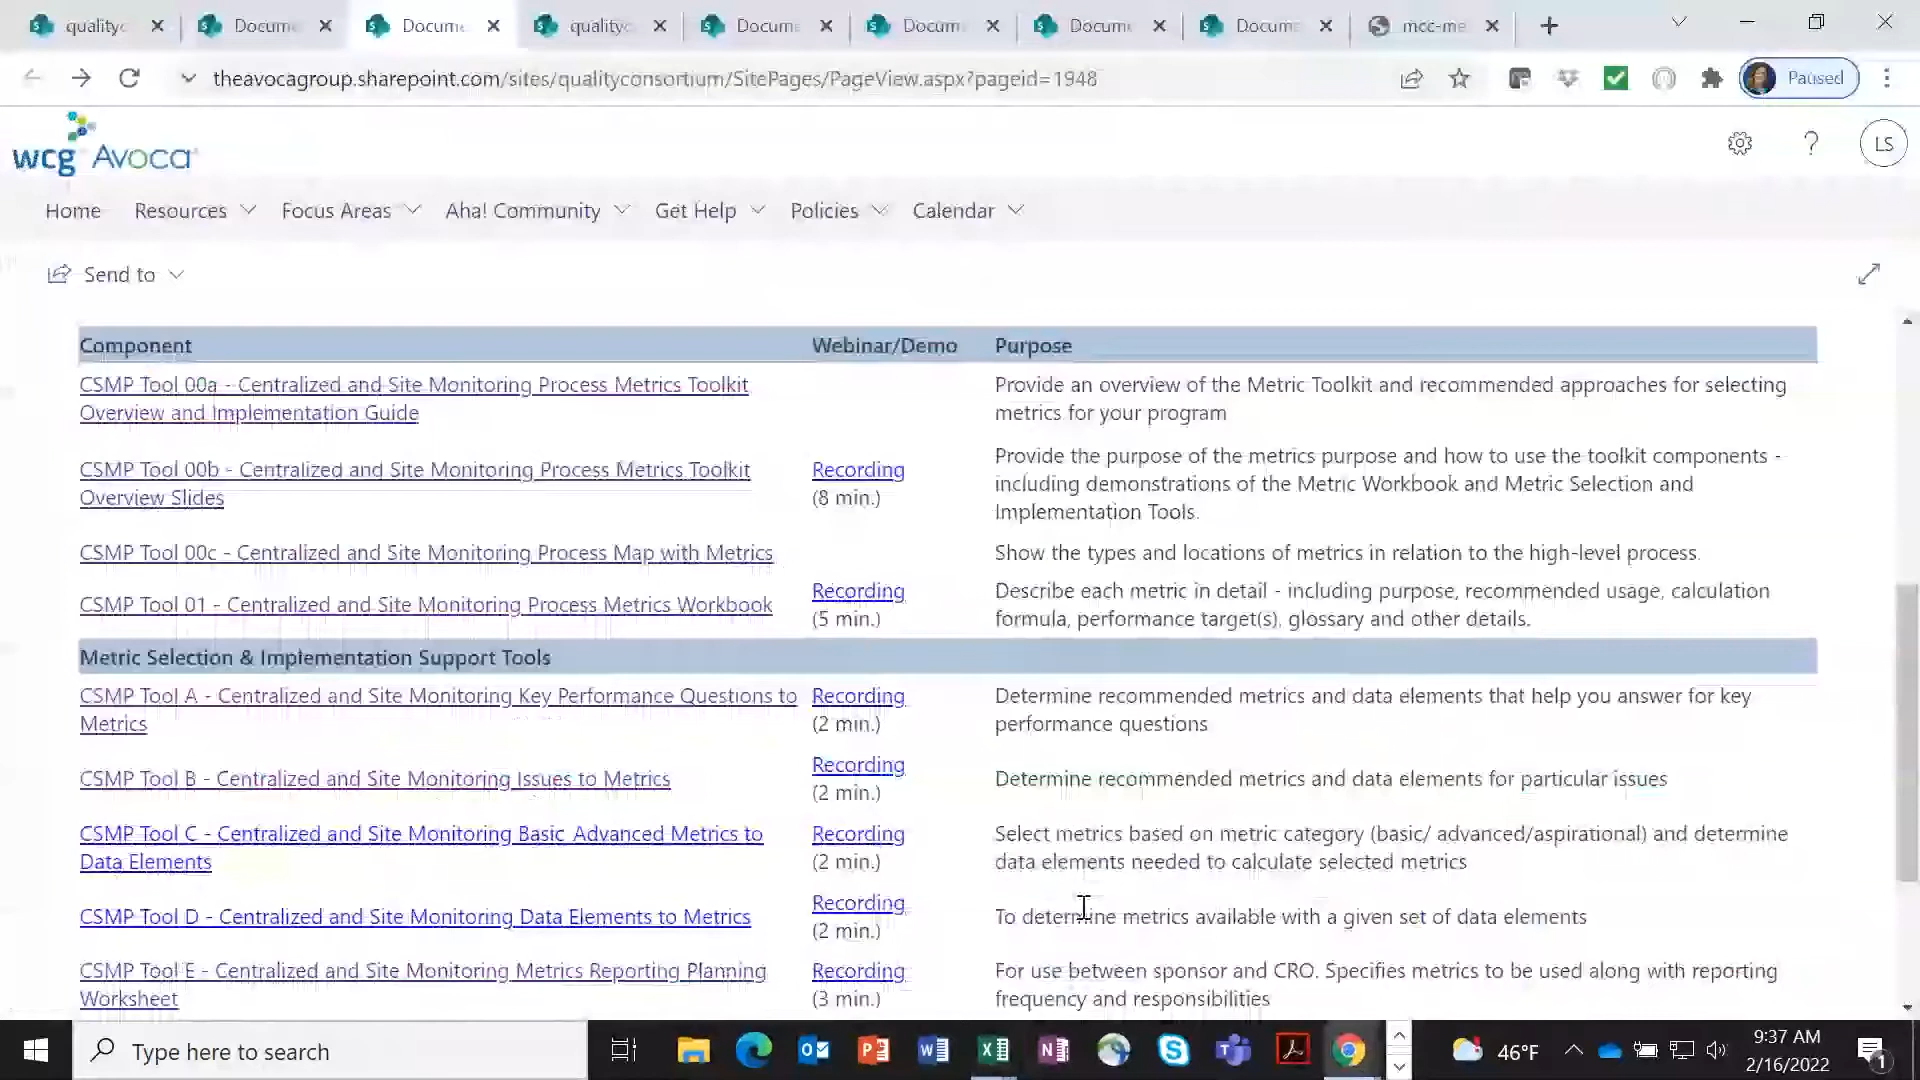 qualityc
Docume
Docume
qualityc
Docume
Docume
Docume
Docume
mcc-me
theavocagroup.sharepoint.com/sites/qualityconsortium/SitePages/PageView.aspx?pageid=1948
Paused
wcg Avoca
LS
Home Resources Focus Areas Aha! Community Get Help Policies Calendar
Send to
Component Webinar/Demo Purpose
CSMP Tool 00a - Centralized and Site Monitoring Process Metrics Toolkit
Overview and Implementation Guide
Provide an overview of the Metric Toolkit and recommended approaches for selecting
metrics for your program
CSMP Tool 00b - Centralized and Site Monitoring Process Metrics Toolkit
Overview Slides
Recording
(8 min.)
Provide the purpose of the metrics purpose and how to use the toolkit components -
including demonstrations of the Metric Workbook and Metric Selection and
Implementation Tools.
CSMP Tool 00c - Centralized and Site Monitoring Process Map with Metrics
Show the types and locations of metrics in relation to the high-level process.
CSMP Tool 01 - Centralized and Site Monitoring Process Metrics Workbook
Recording
(5 min.)
Describe each metric in detail - including purpose, recommended usage, calculation
formula, performance target(s), glossary and other details.
Metric Selection & Implementation Support Tools
CSMP Tool A - Centralized and Site Monitoring Key Performance Questions to
Metrics
Recording
(2 min.)
Determine recommended metrics and data elements that help you answer for key
performance questions
CSMP Tool B - Centralized and Site Monitoring Issues to Metrics
Recording
(2 min.)
Determine recommended metrics and data elements for particular issues
CSMP Tool C - Centralized and Site Monitoring Basic_Advanced Metrics to
Data Elements
Recording
(2 min.)
Select metrics based on metric category (basic/ advanced/aspirational) and determine
data elements needed to calculate selected metrics
CSMP Tool D - Centralized and Site Monitoring Data Elements to Metrics
Recording
(2 min.)
To determine metrics available with a given set of data elements
CSMP Tool E - Centralized and Site Monitoring Metrics Reporting Planning
Worksheet
Recording
(3 min.)
For use between sponsor and CRO. Specifies metrics to be used along with reporting
frequency and responsibilities
Type here to search
46°F
9:37 AM
2/16/2022
1